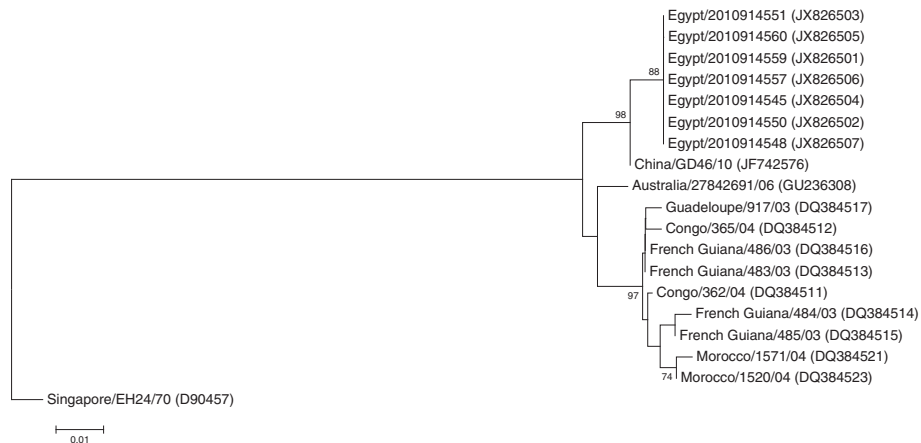 Egypt/2010914551 (JX826503)
Egypt/2010914560 (JX826505)
Egypt/2010914559 (JX826501)
88
Egypt/2010914557 (JX826506)
Egypt/2010914545 (JX826504)
98
Egypt/2010914550 (JX826502)
Egypt/2010914548 (JX826507)
China/GD46/10 (JF742576)
Australia/27842691/06 (GU236308)
Guadeloupe/917/03 (DQ384517)
Congo/365/04 (DQ384512)
French Guiana/486/03 (DQ384516)
French Guiana/483/03 (DQ384513)
97
Congo/362/04 (DQ384511)
French Guiana/484/03 (DQ384514)
French Guiana/485/03 (DQ384515)
Morocco/1571/04 (DQ384521)
74
Morocco/1520/04 (DQ384523)
Singapore/EH24/70 (D90457)
0.01